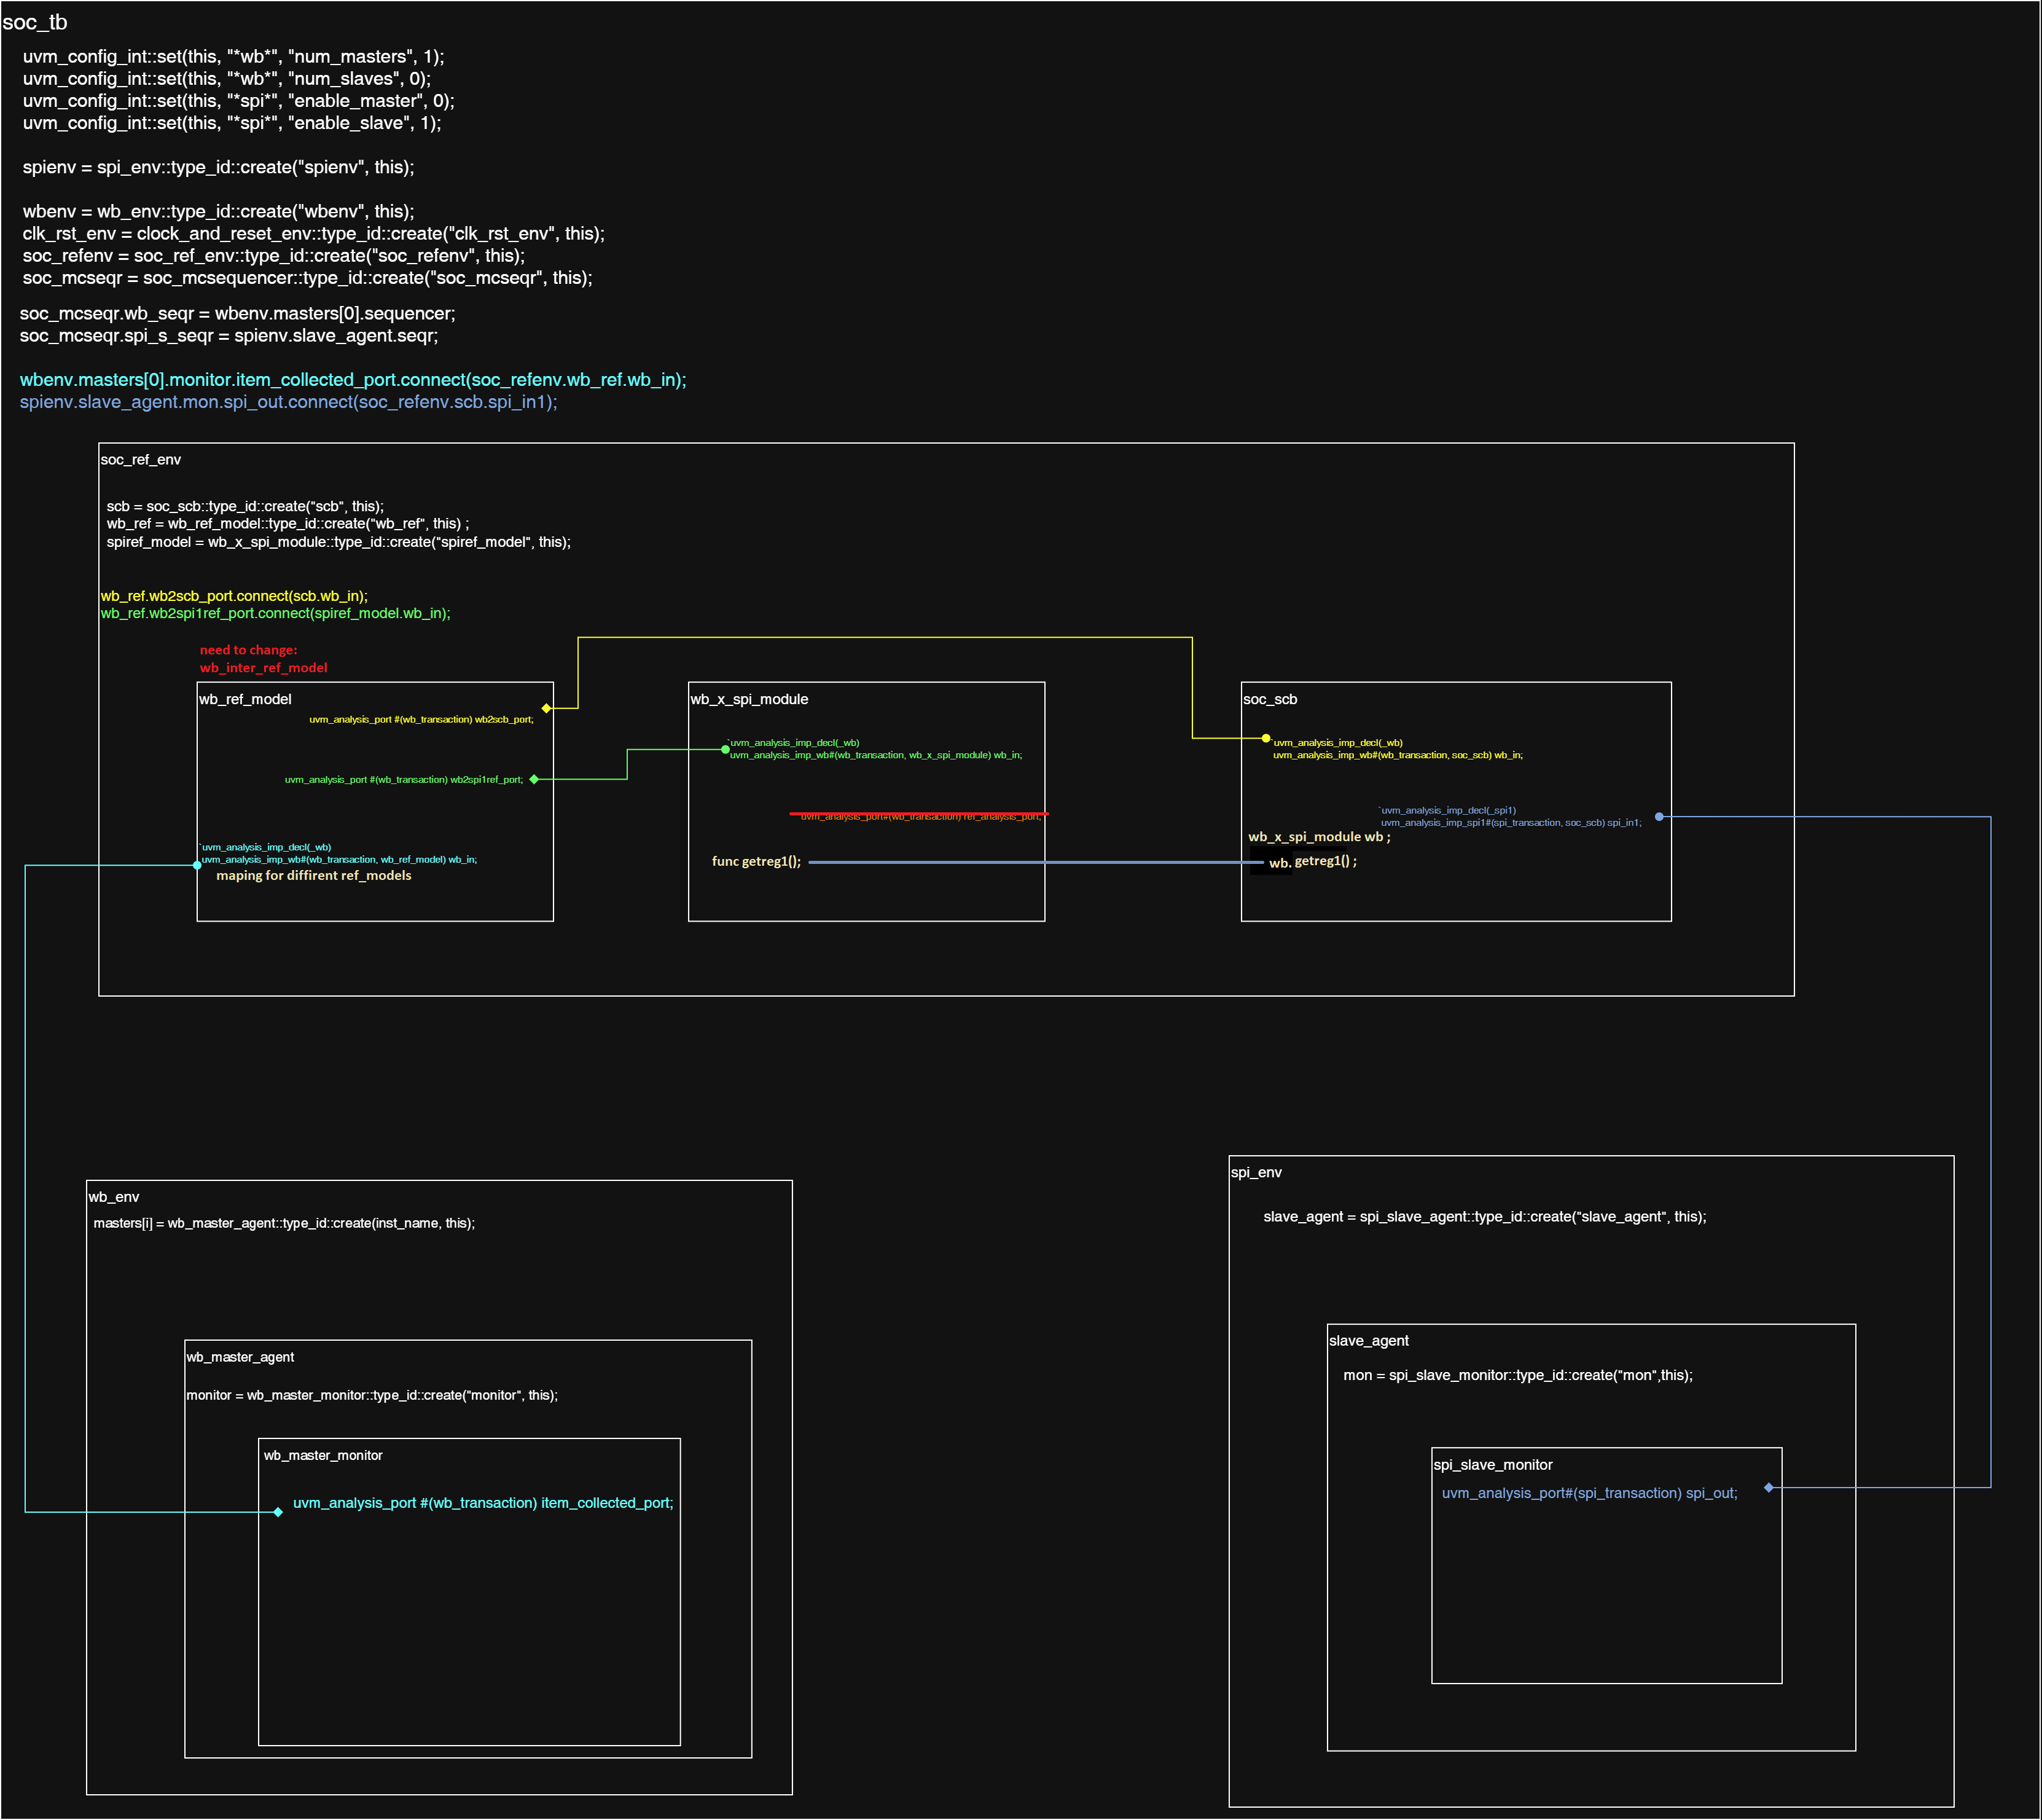 soc_tb
uvm_config_int::set(this, "*wb*", "num_masters", 1);
uvm_config_int::set(this, "*wb*", "num_slaves", 0);
uvm_config_int::set(this, "*spi*", "enable_master", 0);
uvm_config_int::set(this, "*spi*", "enable_slave", 1);
spienv = spi_env::type_id::create("spienv", this);
wbenv = wb_env::type_id::create("wbenv", this);
clk_rst_env = clock_and_reset_env::type_id::create("clk_rst_env", this);
soc_refenv = soc_ref_env::type_id::create("soc_refenv", this);
soc_mcseqr = soc_mcsequencer::type_id::create("soc_mcseqr", this);
soc_mcseqr.wb_seqr = wbenv.masters[0].sequencer;
soc_mcseqr.spi_s_seqr = spienv.slave_agent.seqr;
wbenv.masters[0].monitor.item_collected_port.connect(soc_refenv.wb_ref.wb_in);
spienv.slave_agent.mon.spi_out.connect(soc_refenv.scb.spi_in1);
soc_ref_env
scb = soc_scb::type_id::create("scb", this);
wb_ref = wb_ref_model::type_id::create("wb_ref", this) ;
spiref_model = wb_x_spi_module::type_id::create("spiref_model", this);
wb_ref.wb2scb_port.connect(scb.wb_in);
wb_ref.wb2spi1ref_port.connect(spiref_model.wb_in);
need to change:
wb_inter_ref_model
wb_ref_model
uvm_analysis_port #(wb_transaction) wb2scb_port;
uvm_analysis_port #(wb_transaction) wb2spi1ref_port;
`uvm_analysis_imp_decl(_wb)
uvm_analysis_imp_wb#(wb_transaction, wb_ref_model) wb_in;
maping for diffirent ref_models
wb_x_spi_module
`uvm_analysis_imp_decl(_wb)
uvm_analysis_imp_wb#(wb_transaction, wb_x_spi_module) wb_in;
uvm_analysis_port#(wb_transaction) ref_analysis_port;
func getreg1();
soc_scb
`uvm_analysis_imp_decl(_wb)
uvm_analysis_imp_wb#(wb_transaction, soc_scb) wb_in;
`uvm_analysis_imp_decl(_spi1)
uvm_analysis_imp_spi1#(spi_transaction, soc_scb) spi_in1;
wb_x_spi_module wb ;
wb. getreg1() ;
wb_env
masters[i] = wb_master_agent::type_id::create(inst_name, this);
wb_master_agent
monitor = wb_master_monitor::type_id::create("monitor", this);
wb_master_monitor
uvm_analysis_port #(wb_transaction) item_collected_port;
spi_env
slave_agent = spi_slave_agent::type_id::create("slave_agent", this);
slave_agent
mon = spi_slave_monitor::type_id::create("mon",this);
spi_slave_monitor
uvm_analysis_port#(spi_transaction) spi_out;